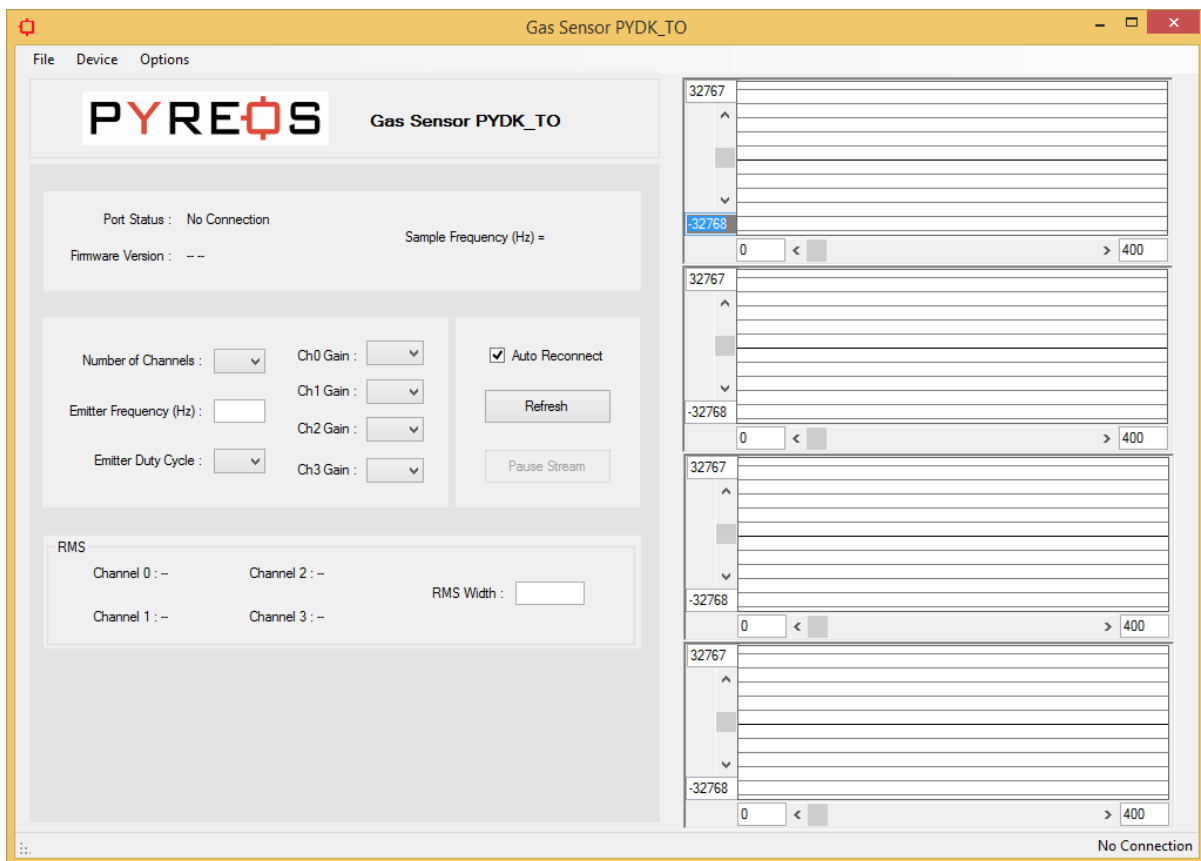 Gas Sensor PYDK_TO
File Device Options
PYREOS
Gas Sensor PYDK_TO
Port Status : No Connection
Firmware Version : -- --
Sample Frequency (Hz) =
Number of Channels :
Emitter Frequency (Hz) :
Emitter Duty Cycle :
Ch0 Gain :
Ch1 Gain :
Ch2 Gain :
Ch3 Gain :
Auto Reconnect
Refresh
Pause Stream
RMS
Channel 0 : --
Channel 1 : --
Channel 2 : --
Channel 3 : --
RMS Width :
32767
-32768
0 400
32767
-32768
0 400
32767
-32768
0 400
32767
-32768
0 400
No Connection